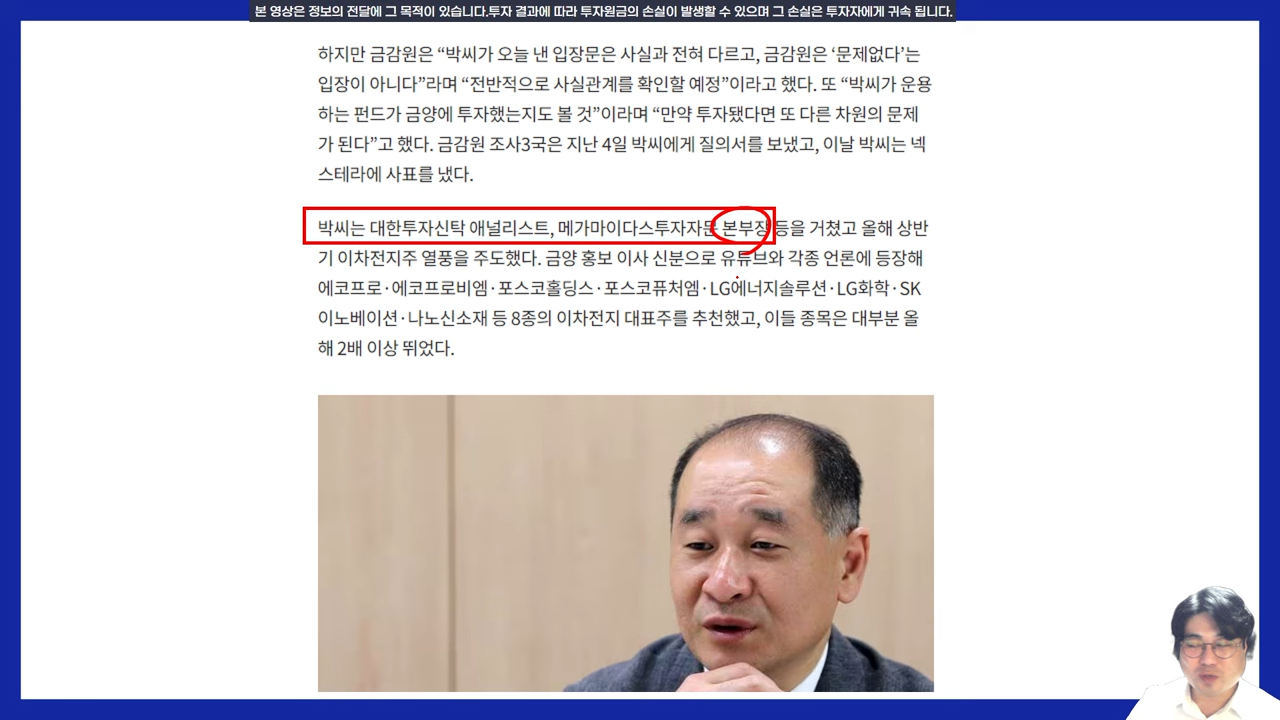 본 영상은 정보의 전달에 그 목적이 있습니다.투자 결과에 따라 투자원금의 손실이 발생할 수 있으며 그 손실은 투자자에게 귀속 됩니다.
하지만 금감원은 “박씨가 오늘 낸 입장문은 사실과 전혀 다르고, 금감원은 ‘문제없다’는
입장이 아니다”라며 “전반적으로 사실관계를 확인할 예정”이라고 했다. 또 “박씨가 운용
하는 펀드가 금양에 투자했는지도 볼 것”이라며 “만약 투자됐다면 또 다른 차원의 문제
가 된다”고 했다. 금감원 조사3국은 지난 4일 박씨에게 질의서를 보냈고, 이날 박씨는 넥
스테라에 사표를 냈다.
박씨는 대한투자신탁 애널리스트, 메가마이다스투자자문 본부장 등을 거쳤고 올해 상반
기 이차전지주 열풍을 주도했다. 금양 홍보 이사 신분으로 유튜브와 각종 언론에 등장해
에코프로·에코프로비엠·포스코홀딩스·포스코퓨처엠·LG에너지솔루션·LG화학·SK
이노베이션·나노신소재 등 8종의 이차전지 대표주를 추천했고, 이들 종목은 대부분 올
해 2배 이상 뛰었다.